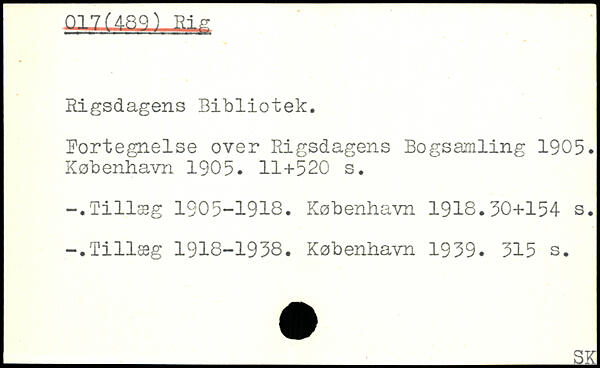 017(489) Rig
Rigsdagens Bibliotek.
Fortegnelse over Rigsdagens Bogsamling 1905.
København 1905. 11+520 s.
-.Tillæg 1905-1918. København 1918.30+154 s.
-.Tillæg 1918-1938. København 1939. 315 s.
SK